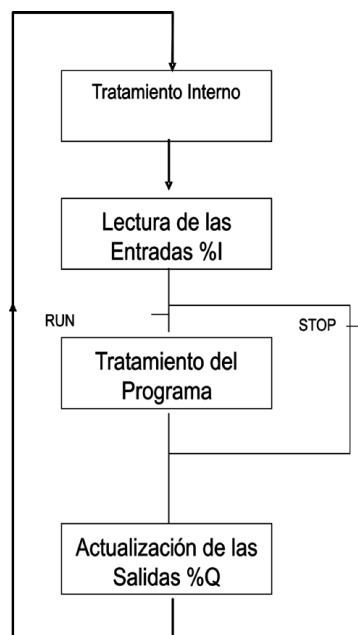 Tratamiento Interno
Lectura de las
Entradas %I
RUN
STOP
Tratamiento del
Programa
Actualización de las
Salidas %Q